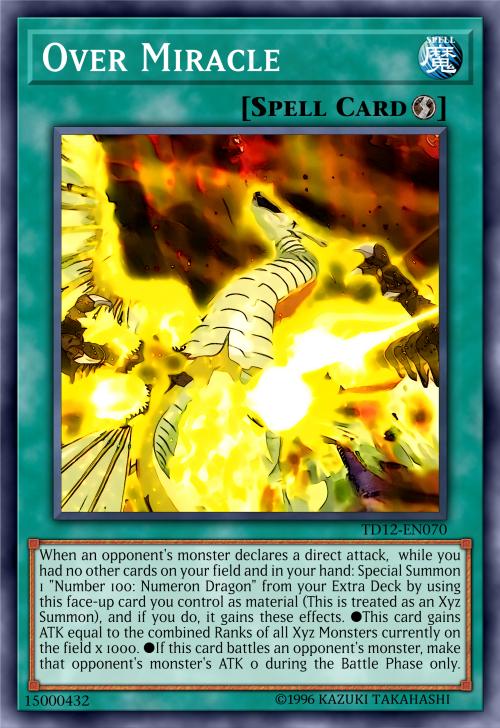 OVER MIRACLE
SPELL
魔
[SPELL CARD]
TD12-EN070
When an opponent's monster declares a direct attack, while you
had no other cards on your field and in your hand: Special Summon
1 "Number 100: Numeron Dragon" from your Extra Deck by using
this face-up card you control as material (This is treated as an Xyz
Summon), and if you do, it gains these effects. ●This card gains
ATK equal to the combined Ranks of all Xyz Monsters currently on
the field x 1000. ●If this card battles an opponent's monster, make
that opponent's monster's ATK 0 during the Battle Phase only.
15000432
©1996 KAZUKI TAKAHASHI